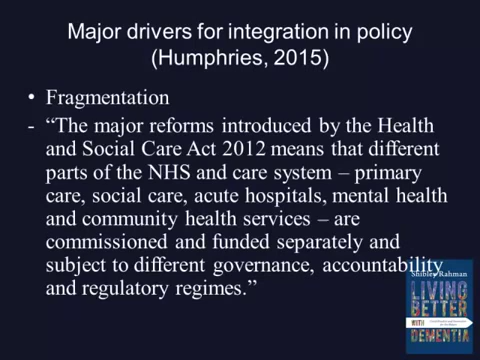 Major drivers for integration in policy
(Humphries, 2015)
• Fragmentation
- “The major reforms introduced by the Health
and Social Care Act 2012 means that different
parts of the NHS and care system – primary
care, social care, acute hospitals, mental health
and community health services – are
commissioned and funded separately and
subject to different governance, accountability
and regulatory regimes.”
Shibley Rahman
LIVING
BETTER
WITH
DEMENTIA